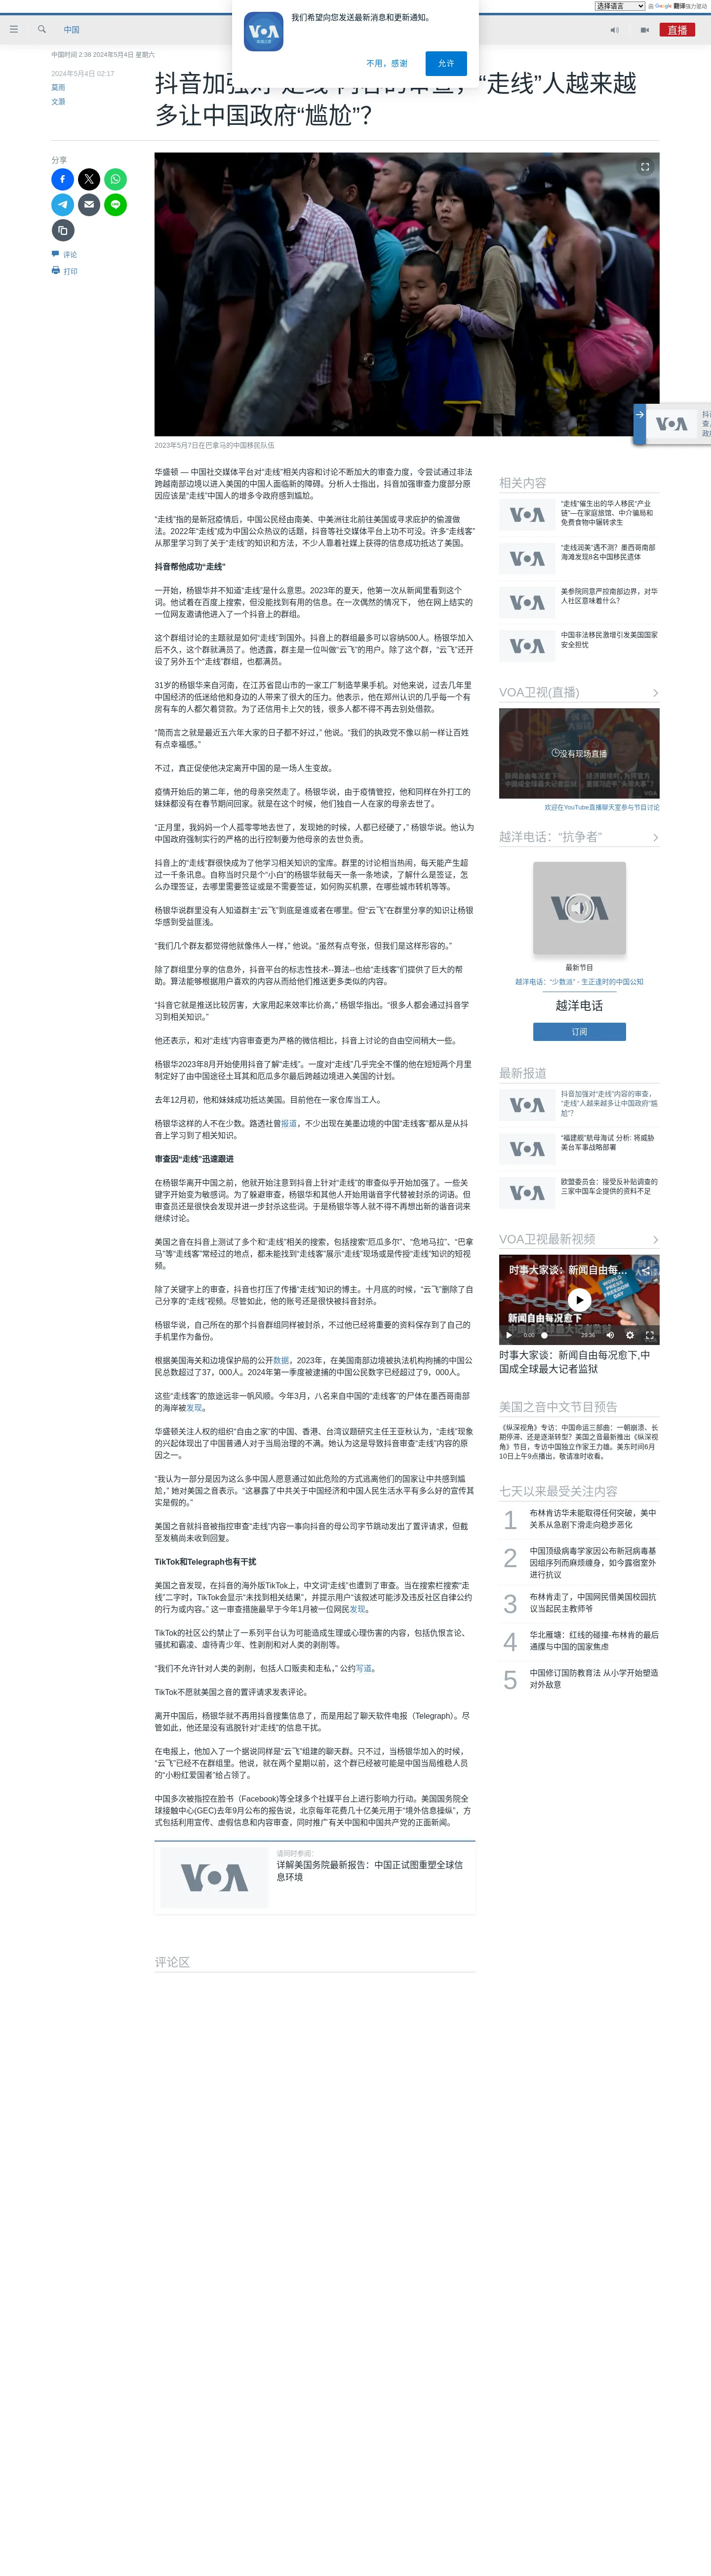 选择语言
由 Google 翻译强力驱动
我们希望向您发送最新消息和更新通知。
不用，感谢
允许
VOA
中国
直播
中国时间 2:38 2024年5月4日 星期六
2024年5月4日 02:17
莫雨
文灏
“走线”人越来越
多让中国政府“尴尬”？
分享
评论
打印
2023年5月7日在巴拿马的中国移民队伍
华盛顿 — 中国社交媒体平台对“走线”相关内容和讨论不断加大的审查力度，令尝试通过非法
跨越南部边境以进入美国的中国人面临新的障碍。分析人士指出，抖音加强审查力度部分原
因应该是“走线”中国人的增多令政府感到尴尬。
“走线”指的是新冠疫情后，中国公民经由南美、中美洲往北前往美国或寻求庇护的偷渡做
法。2022年“走线”成为中国公众热议的话题，抖音等社交媒体平台上功不可没。许多“走线客”
从那里学习到了关于“走线”的知识和方法，不少人靠着社媒上获得的信息成功抵达了美国。
抖音帮他成功“走线”
一开始，杨银华并不知道“走线”是什么意思。2023年的夏天，他第一次从新闻里看到这个
词。他试着在百度上搜索，但没能找到有用的信息。在一次偶然的情况下， 他在网上结实的
一位网友邀请他进入了一个抖音上的群组。
这个群组讨论的主题就是如何“走线”到国外。抖音上的群组最多可以容纳500人。杨银华加入
后不久，这个群就满员了。他透露，群主是一位叫做“云飞”的用户。除了这个群，“云飞”还开
设了另外五个“走线”群组，也都满员。
31岁的杨银华来自河南，在江苏省昆山市的一家工厂制造苹果手机。对他来说，过去几年里
中国经济的低迷给他和身边的人带来了很大的压力。他表示，他在郑州认识的几乎每一个有
房有车的人都欠着贷款。为了还信用卡上欠的钱，很多人都不得不再去别处借款。
“简而言之就是最近五六年大家的日子都不好过，” 他说。“我们的执政党不像以前一样让百姓
有点幸福感。”
不过，真正促使他决定离开中国的是一场人生变故。
疫情开始后的第二年，他的母亲突然走了。杨银华说，由于疫情管控，他和同样在外打工的
妹妹都没有在春节期间回家。就是在这个时候，他们独自一人在家的母亲去世了。
“正月里，我妈妈一个人孤零零地去世了，发现她的时候，人都已经硬了，” 杨银华说。他认为
中国政府强制实行的严格的出行控制要为他母亲的去世负责。
抖音上的“走线”群很快成为了他学习相关知识的宝库。群里的讨论相当热闹，每天能产生超
过一千条讯息。自称当时只是个“小白”的杨银华就每天一条一条地读，了解什么是签证，怎
么办理签证，去哪里需要签证或是不需要签证，如何购买机票，在哪些城市转机等等。
杨银华说群里没有人知道群主“云飞”到底是谁或者在哪里。但“云飞”在群里分享的知识让杨银
华感到受益匪浅。
“我们几个群友都觉得他就像伟人一样，” 他说。“虽然有点夸张，但我们是这样形容的。”
除了群组里分享的信息外，抖音平台的标志性技术--算法--也给“走线客”们提供了巨大的帮
助。算法能够根据用户喜欢的内容从而给他们推送更多类似的内容。
“抖音它就是推送比较厉害，大家用起来效率比价高，” 杨银华指出。“很多人都会通过抖音学
习到相关知识。”
他还表示，和对“走线”内容审查更为严格的微信相比，抖音上讨论的自由空间稍大一些。
杨银华2023年8月开始使用抖音了解“走线”。一度对“走线”几乎完全不懂的他在短短两个月里
制定好了由中国途径土耳其和厄瓜多尔最后跨越边境进入美国的计划。
去年12月初，他和妹妹成功抵达美国。目前他在一家仓库当工人。
杨银华这样的人不在少数。路透社曾报道，不少出现在美墨边境的中国“走线客”都从是从抖
音上学习到了相关知识。
审查因“走线”迅速跟进
在杨银华离开中国之前，他就开始注意到抖音上针对“走线”的审查似乎开始加强了。一些关
键字开始变为敏感词。为了躲避审查，杨银华和其他人开始用谐音字代替被封杀的词语。但
审查员还是很快会发现并进一步封杀这些词。于是杨银华等人就不得不再想出新的谐音词来
继续讨论。
美国之音在抖音上测试了多个和“走线”相关的搜索，包括搜索“厄瓜多尔”、“危地马拉”、“巴拿
马”等“走线客”常经过的地点，都未能找到“走线客”展示“走线”现场或是传授“走线”知识的短视
频。
除了关键字上的审查，抖音也打压了传播“走线”知识的博主。十月底的时候，“云飞”删除了自
己分享的“走线”视频。尽管如此，他的账号还是很快被抖音封杀。
杨银华说，自己所在的那个抖音群组同样被封杀，不过他已经将重要的资料保存到了自己的
手机里作为备份。
根据美国海关和边境保护局的公开数据，2023年，在美国南部边境被执法机构拘捕的中国公
民总数超过了37，000人。2024年第一季度被逮捕的中国公民数字已经超过了9，000人。
这些“走线客”的旅途远非一帆风顺。今年3月，八名来自中国的“走线客”的尸体在墨西哥南部
的海岸被发现。
华盛顿关注人权的组织“自由之家”的中国、香港、台湾议题研究主任王亚秋认为，“走线”现象
的兴起体现出了中国普通人对于当局治理的不满。她认为这是导致抖音审查“走线”内容的原
因之一。
“我认为一部分是因为这么多中国人愿意通过如此危险的方式逃离他们的国家让中共感到尴
尬，” 她对美国之音表示。“这暴露了中共关于中国经济和中国人民生活水平有多么好的宣传其
实是假的。”
美国之音就抖音被指控审查“走线”内容一事向抖音的母公司字节跳动发出了置评请求，但截
至发稿尚未收到回复。
TikTok和Telegraph也有干扰
美国之音发现，在抖音的海外版TikTok上，中文词“走线”也遭到了审查。当在搜索栏搜索“走
线”二字时，TikTok会显示“未找到相关结果”，并提示用户“该叙述可能涉及违反社区自律公约
的行为或内容。” 这一审查措施最早于今年1月被一位网民发现。
TikTok的社区公约禁止了一系列平台认为可能造成生理或心理伤害的内容，包括仇恨言论、
骚扰和霸凌、虐待青少年、性剥削和对人类的剥削等。
“我们不允许针对人类的剥削，包括人口贩卖和走私，” 公约写道。
TikTok不愿就美国之音的置评请求发表评论。
离开中国后，杨银华就不再用抖音搜集信息了，而是用起了聊天软件电报（Telegraph）。尽
管如此，他还是没有逃脱针对“走线”的信息干扰。
在电报上，他加入了一个据说同样是“云飞”组建的聊天群。只不过，当杨银华加入的时候，
“云飞”已经不在群组里。他说，就在两个星期以前，这个群已经被可能是中国当局维稳人员
的“小粉红爱国者”给占领了。
中国多次被指控在脸书（Facebook)等全球多个社媒平台上进行影响力行动。美国国务院全
球接触中心(GEC)去年9月公布的报告说，北京每年花费几十亿美元用于“境外信息操纵”，方
式包括利用宣传、虚假信息和内容审查，同时推广有关中国和中国共产党的正面新闻。
请同时参阅：
详解美国务院最新报告：中国正试图重塑全球信
息环境
评论区
相关内容
“走线”催生出的华人移民“产业
链”—在家庭旅馆、中介骗局和
免费食物中辗转求生
“走线润美”遇不测？墨西哥南部
海滩发现8名中国移民遗体
美参院同意严控南部边界，对华
人社区意味着什么？
中国非法移民激增引发美国国家
安全担忧
VOA卫视(直播)
没有现场直播
欢迎在YouTube直播聊天室参与节目讨论
越洋电话：“抗争者”
最新节目
越洋电话：“少数派” - 生正逢时的中国公知
越洋电话
订阅
最新报道
抖音加强对“走线”内容的审查，
“走线”人越来越多让中国政府“尴
尬”？
“福建舰”航母海试 分析: 将威胁
美台军事战略部署
欧盟委员会：接受反补贴调查的
三家中国车企提供的资料不足
VOA卫视最新视频
时事大家谈：新闻自由每…
WORLD PRESS FREEDOM DAY
新闻自由每况愈下
0:00
29:36
时事大家谈：新闻自由每况愈下,中
国成全球最大记者监狱
美国之音中文节目预告
《纵深视角》专访：中国命运三部曲：一朝崩溃、长
期停滞、还是逐渐转型？美国之音最新推出《纵深视
角》节目，专访中国独立作家王力雄。美东时间6月
10日上午9点播出，敬请准时收看。
七天以来最受关注内容
1
布林肯访华未能取得任何突破，美中
关系从急剧下滑走向稳步恶化
2
中国顶级病毒学家因公布新冠病毒基
因组序列而麻烦缠身，如今露宿室外
进行抗议
3
布林肯走了，中国网民借美国校园抗
议当起民主教师爷
4
华北雁塘：红线的碰撞-布林肯的最后
通牒与中国的国家焦虑
5
中国修订国防教育法 从小学开始塑造
对外敌意